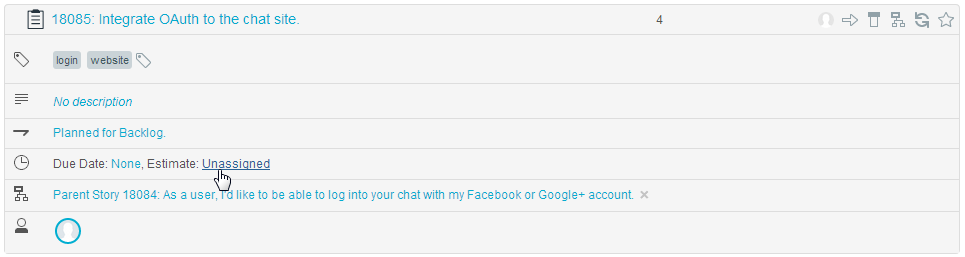 18085: Integrate OAuth to the chat site. 4
login website
No description
Planned for Backlog.
Due Date: None, Estimate: Unassigned
Parent Story 18084: As a user, I'd like to be able to log into your chat with my Facebook or Google+ account.